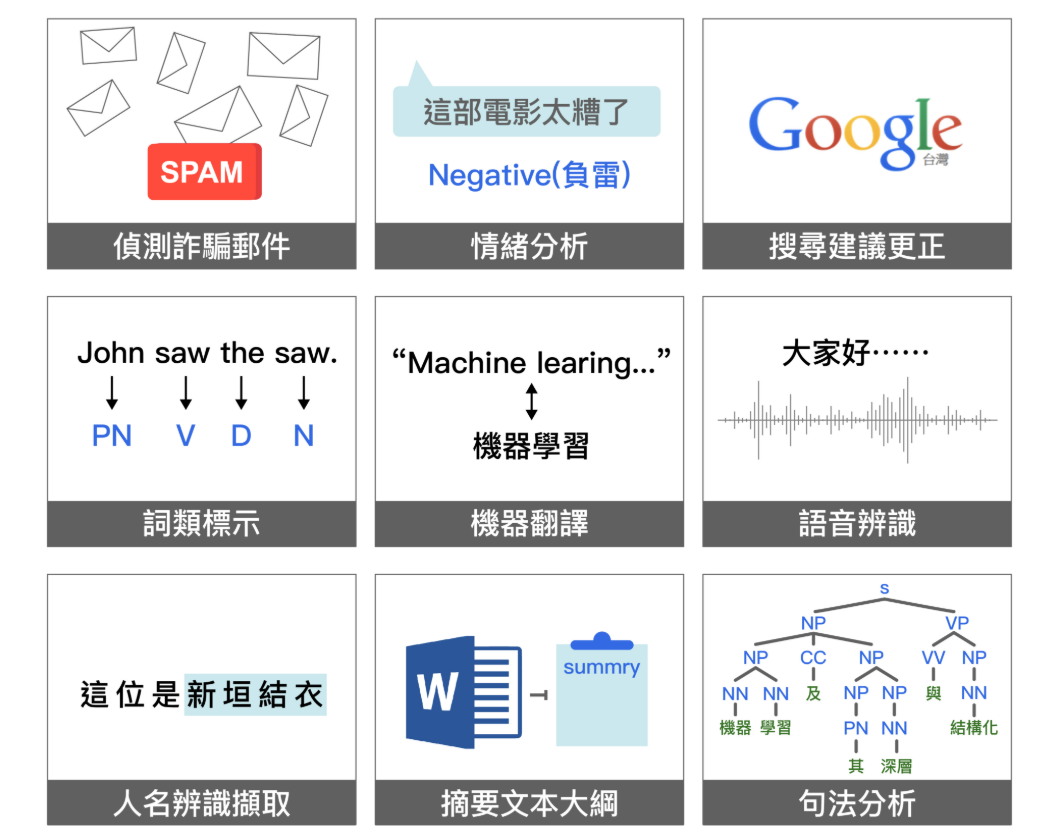 SPAM
偵測詐騙郵件
這部電影太糟了
Negative(負雷)
情緒分析
Google
台灣
搜尋建議更正
John saw the saw.
PN V D N
詞類標示
“Machine learing...”
機器學習
機器翻譯
大家好⋯⋯
語音辨識
這位是新垣結衣
人名辨識擷取
W
summry
摘要文本大綱
s
NP VP
NP CC NP VV NP
NN NN 及 NP NP 與 NN
機器 學習 PN NN 結構化
其 深層
句法分析